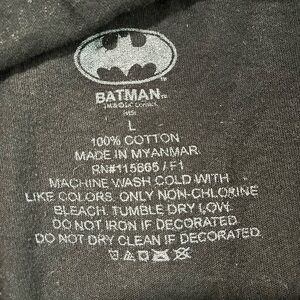 BATMAN
L
100% COTTON
MADE IN MYANMAR
RN#115865 / F1
MACHINE WASH COLD WITH
LIKE COLORS. ONLY NON-CHLORINE
BLEACH. TUMBLE DRY LOW.
DO NOT IRON IF DECORATED.
DO NOT DRY CLEAN IF DECORATED.